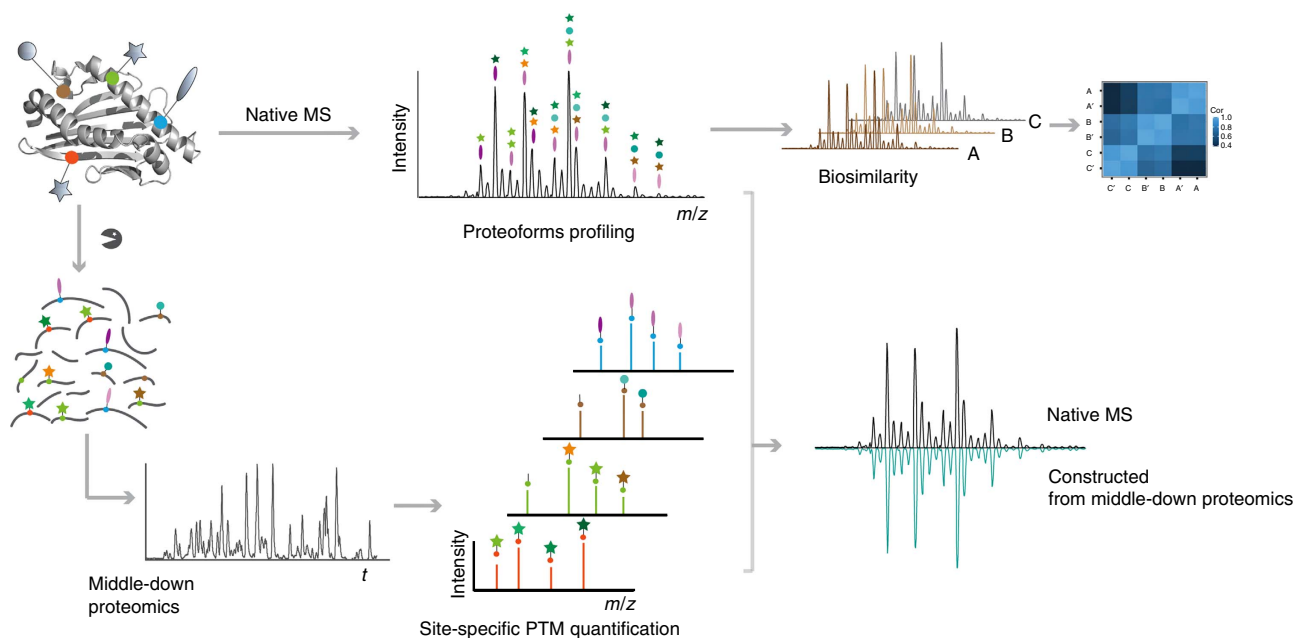 Native MS
Intensity
m/z
Proteoforms profiling
C
B
A
Biosimilarity
A
A′
B
B′
C
C′
C′ C B′ B A′ A
Cor
1.0
0.8
0.6
0.4
Middle-down
proteomics
t
Intensity
m/z
Site-specific PTM quantification
Native MS
Constructed
from middle-down proteomics